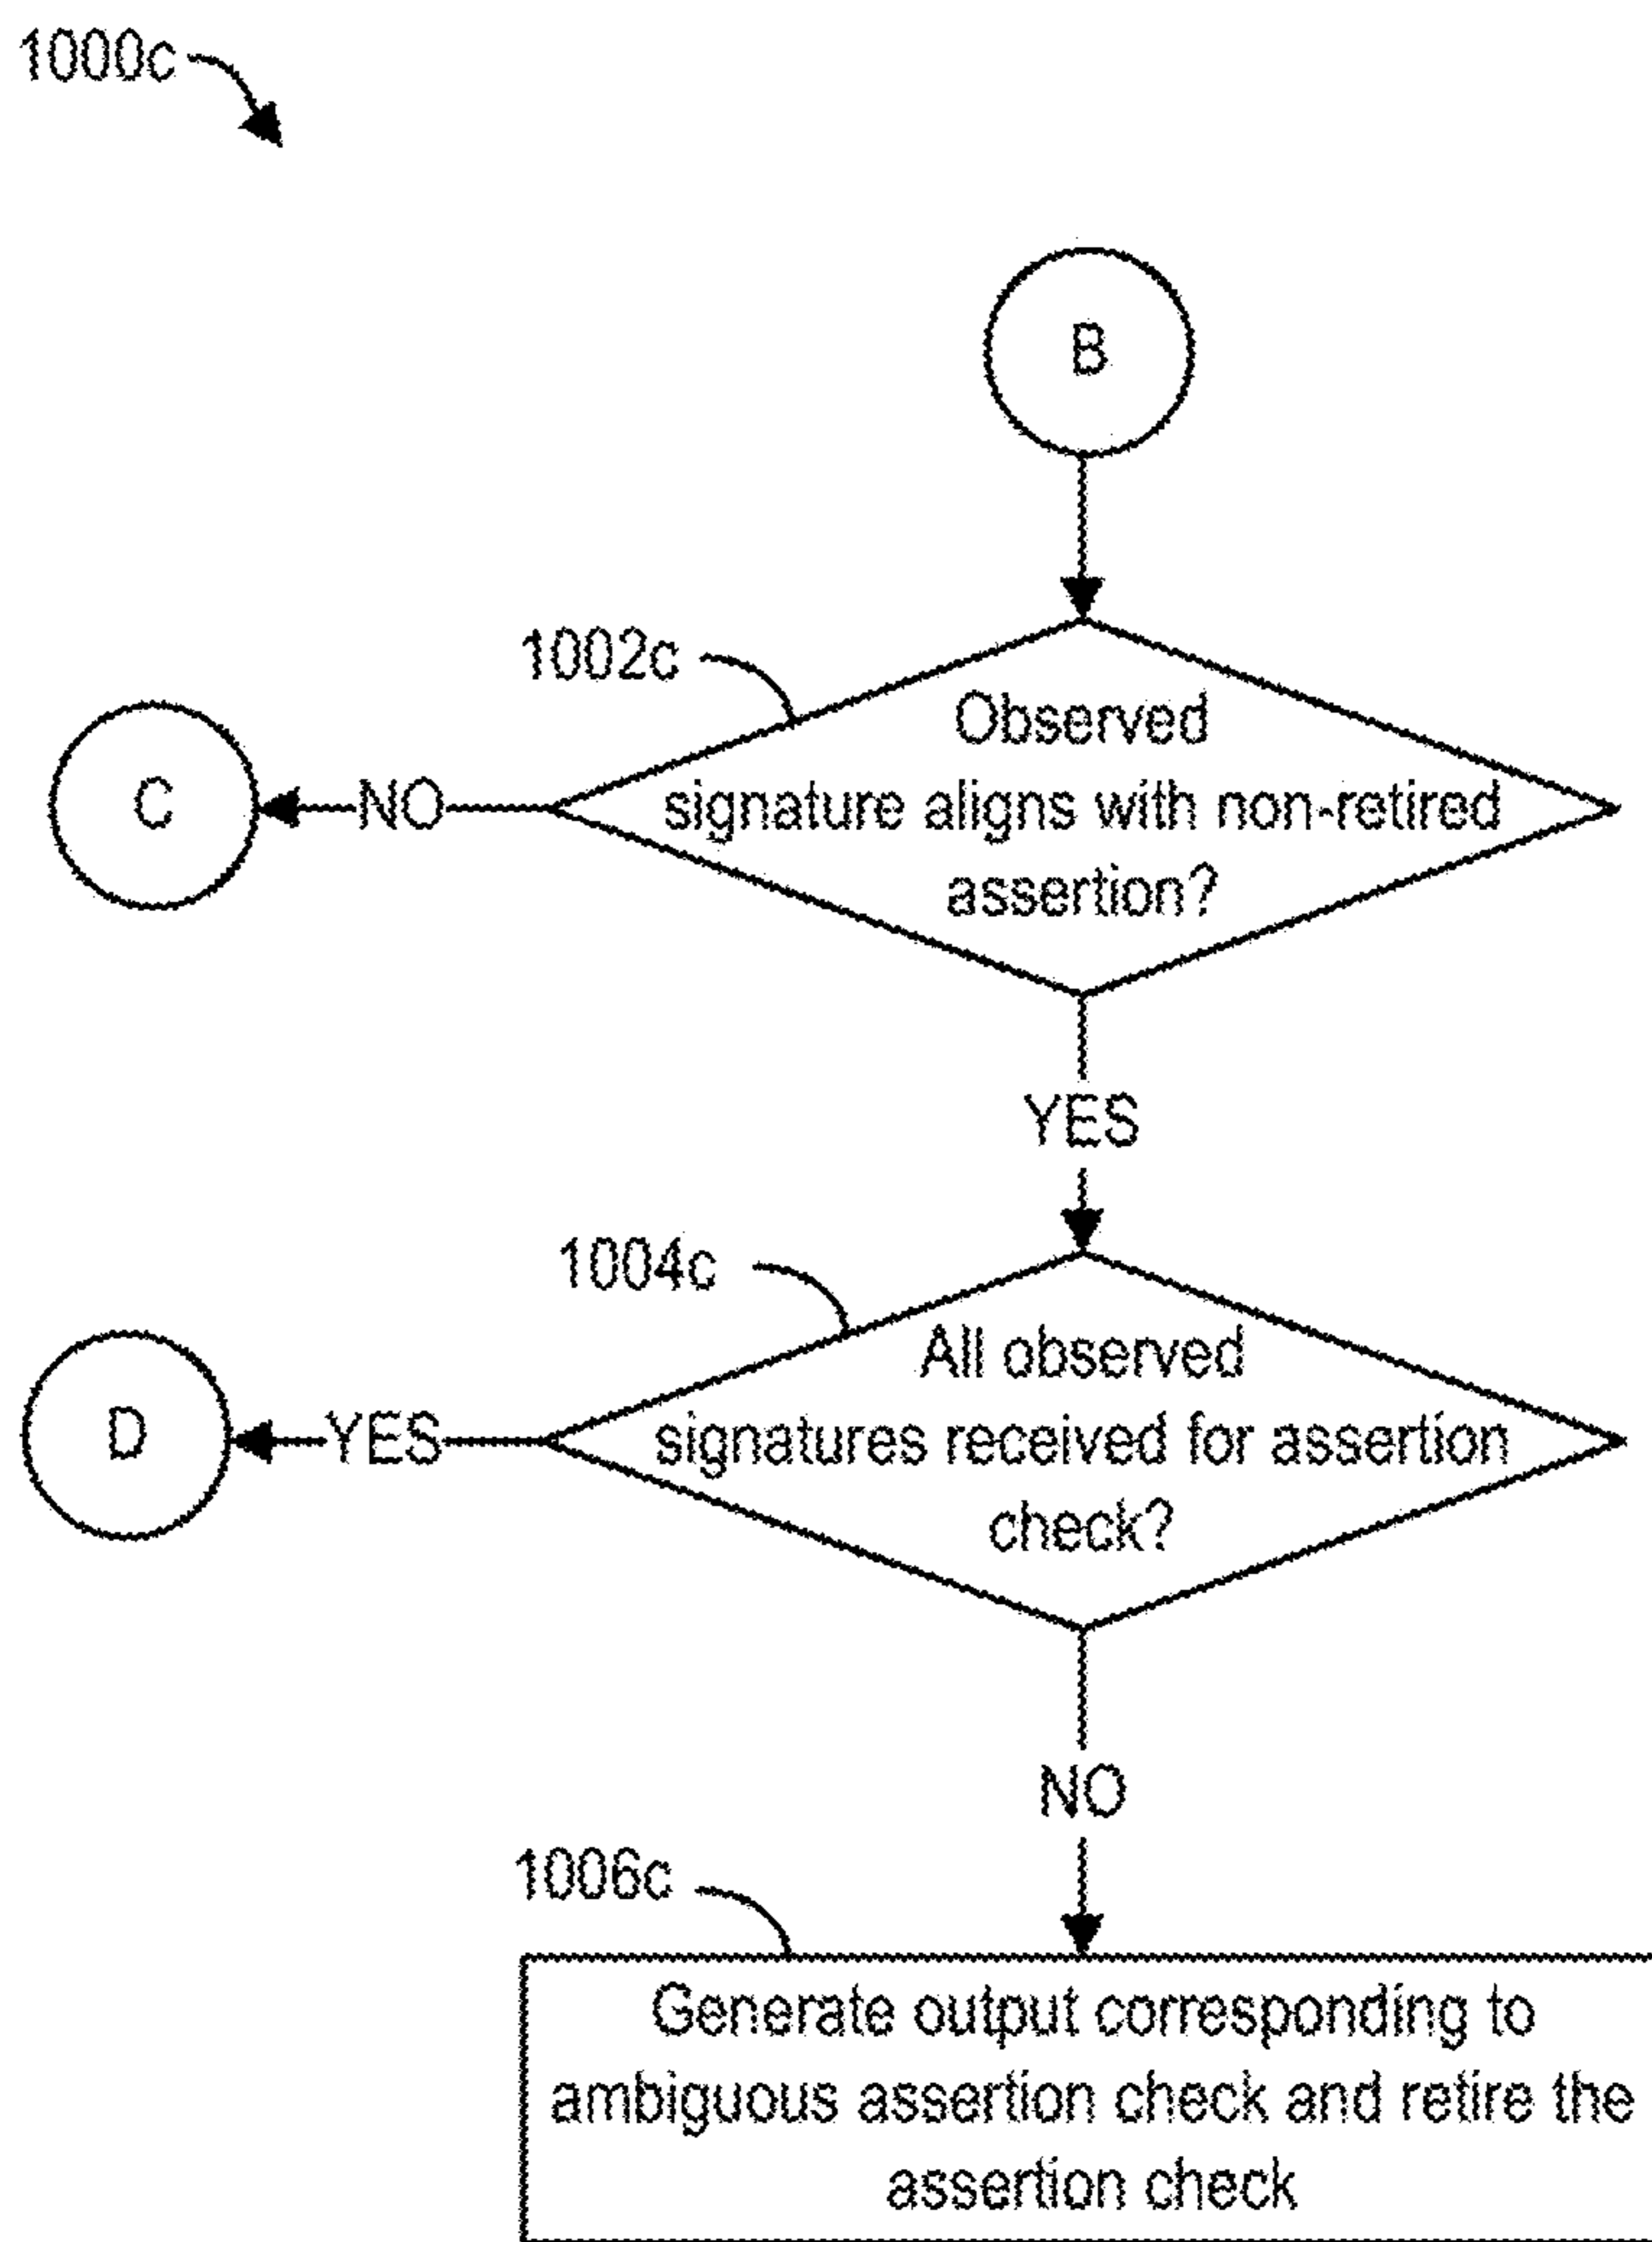 1000c
B
1002c
Observed
signature aligns with non-retired
assertion?
NO
C
YES
1004c
All observed
signatures received for assertion
check?
YES
D
NO
1006c
Generate output corresponding to
ambiguous assertion check and retire the
assertion check